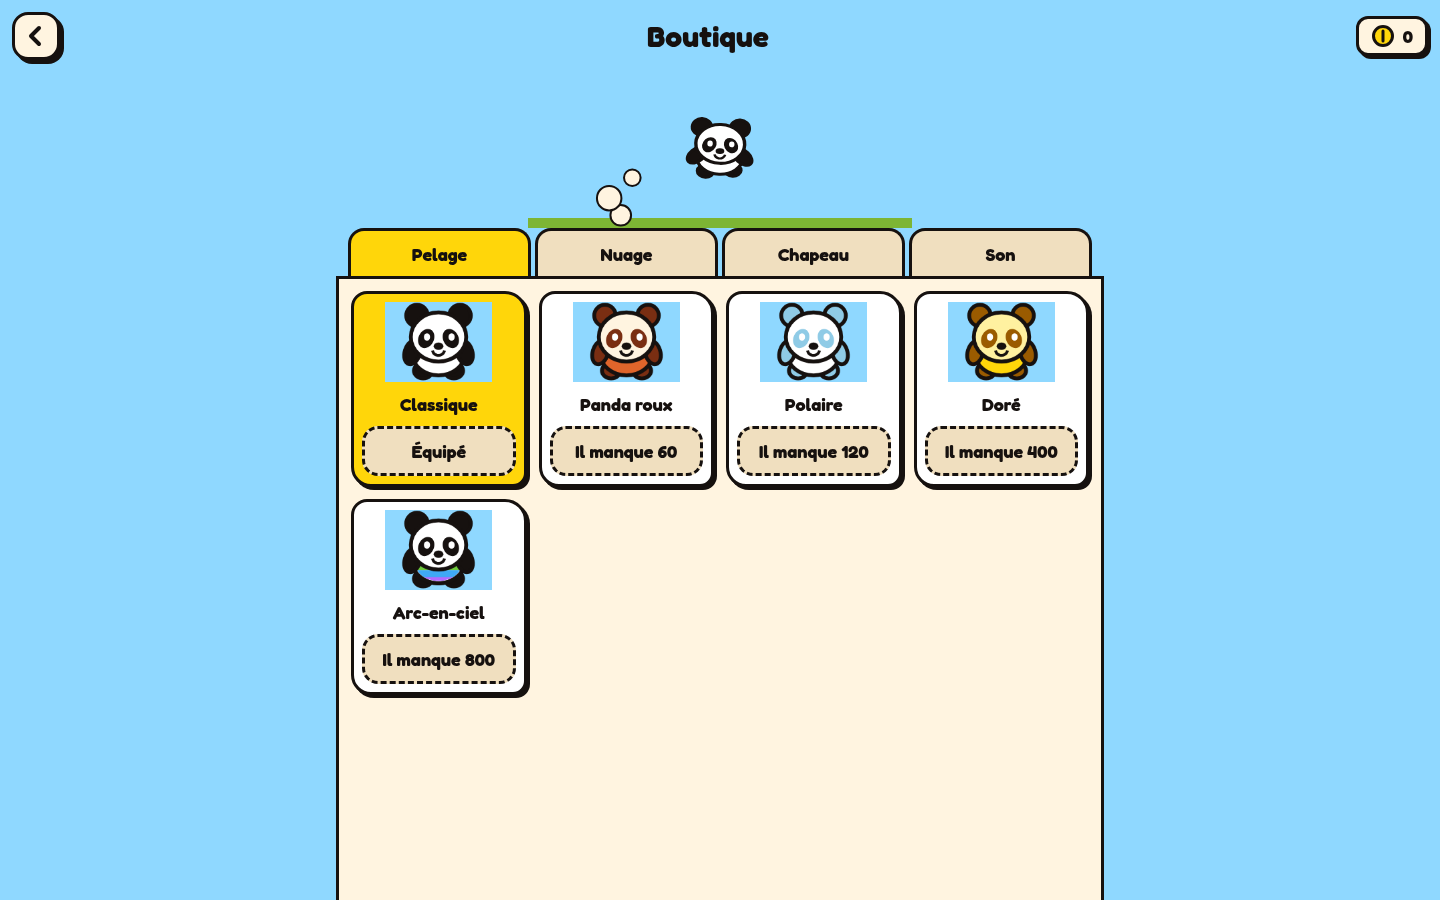 Boutique
0
Pelage
Nuage
Chapeau
Son
Classique
Équipé
Panda roux
Il manque 60
Polaire
Il manque 120
Doré
Il manque 400
Arc-en-ciel
Il manque 800